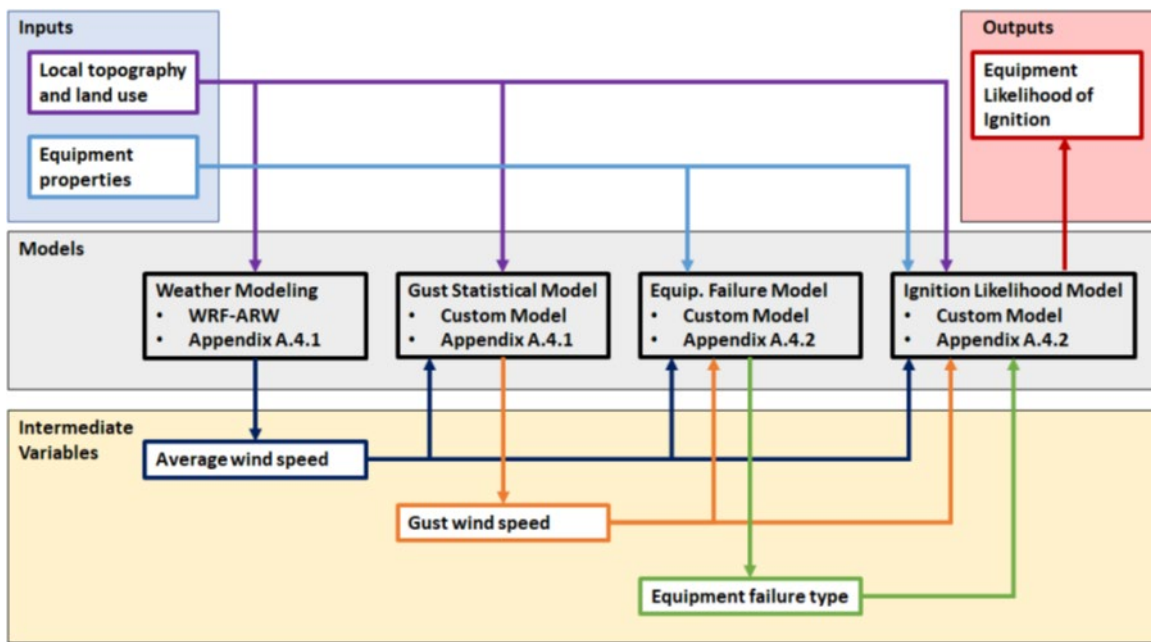 Inputs
Outputs
Local topography
and land use
Equipment
Likelihood of
Ignition
Equipment
properties
Models
Weather Modeling
• WRF-ARW
• Appendix A.4.1
Gust Statistical Model
• Custom Model
• Appendix A.4.1
Equip. Failure Model
• Custom Model
• Appendix A.4.2
Ignition Likelihood Model
• Custom Model
• Appendix A.4.2
Intermediate
Variables
Average wind speed
Gust wind speed
Equipment failure type